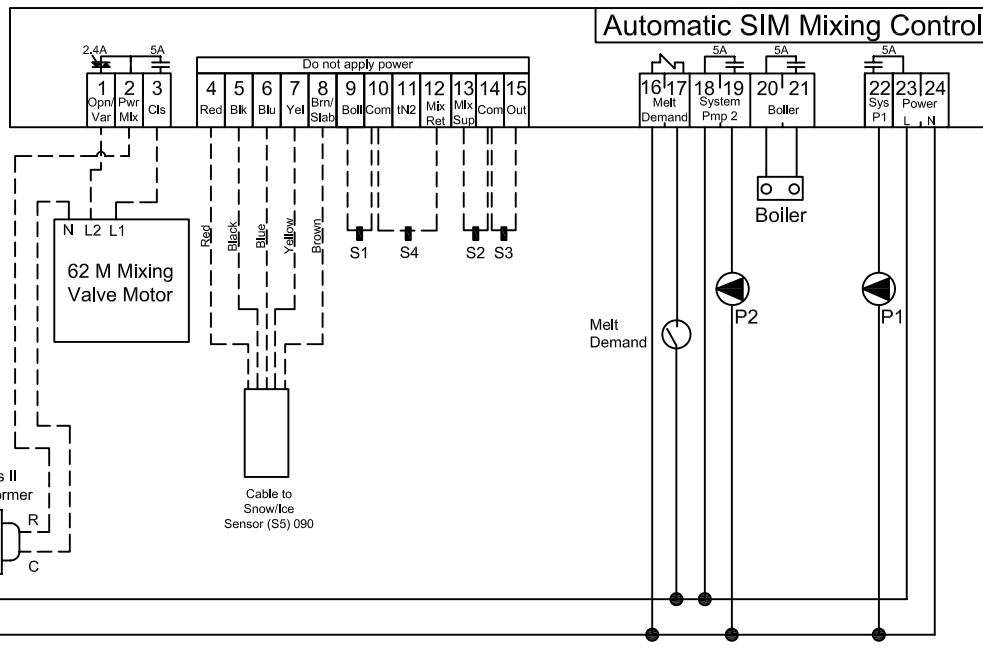 Automatic SIM Mixing Control
2.4A 5A
Do not apply power
5A 5A 5A
1 2 3
Opn/ Var
Pwr Mix
Cls
4 5 6 7 8 9 10 11 12 13 14 15
Red
Blk
Blu
Yel
Brn/ Slab
Boil
Com
tN2
Mix Ret
Mix Sup
Com
Out
16 17 18 19 20 21 22 23 24
Melt Demand
System Pmp 2
Boiler
Sys P1
Power
L N
N L2 L1
62 M Mixing
Valve Motor
Red
Black
Blue
Yellow
Brown
S1 S4 S2 S3
Boiler
P2
P1
Melt
Demand
Cable to
Snow/Ice
Sensor (S5) 090
s II
ormer
R
C